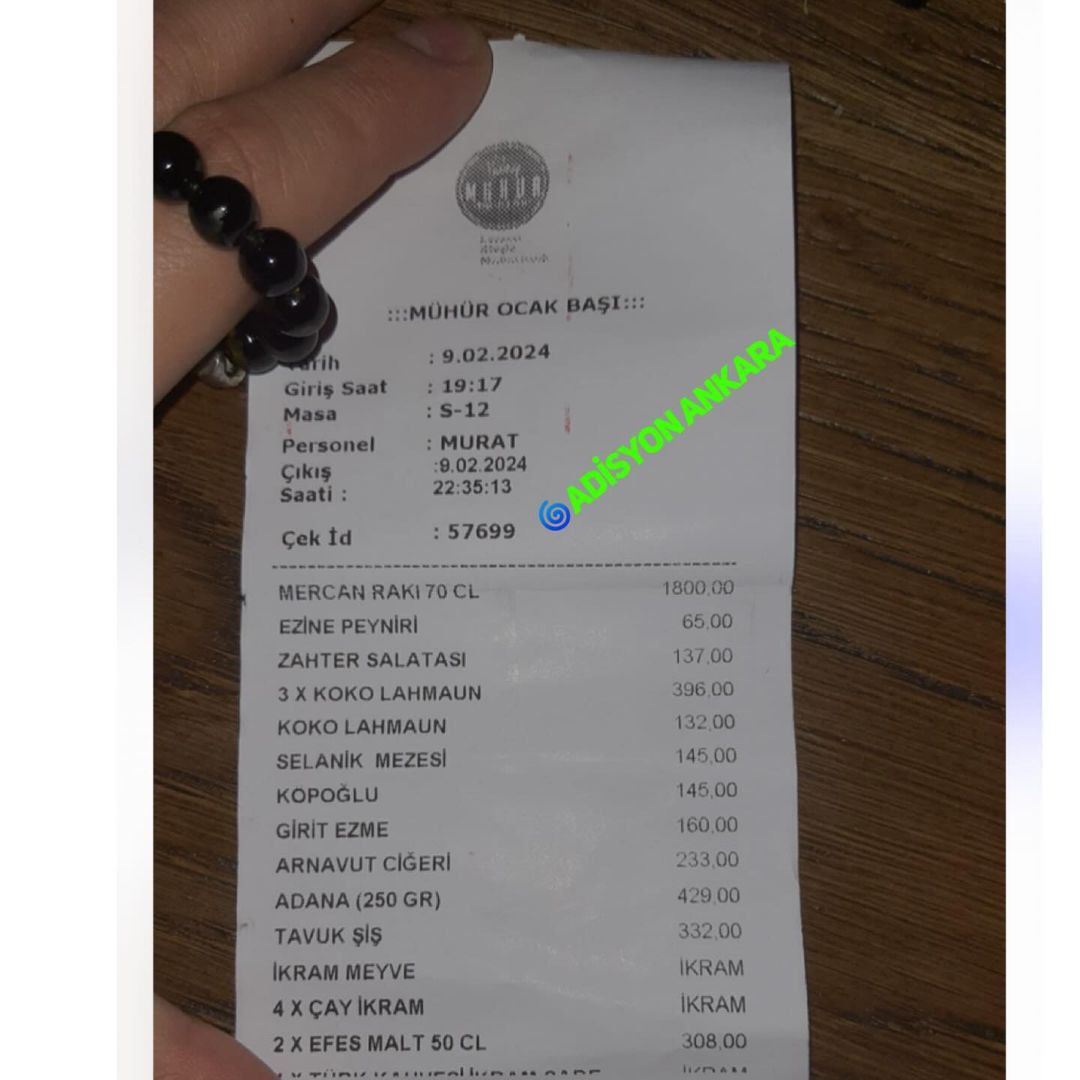 MÜHÜR
:::MÜHÜR OCAK BAŞI:::
Tarih : 9.02.2024
Giriş Saat : 19:17
Masa : S-12
Personel : MURAT
Çıkış :9.02.2024
Saati : 22:35:13
Çek İd : 57699
ADİSYON ANKARA
MERCAN RAKI 70 CL 1800,00
EZİNE PEYNİRİ 65,00
ZAHTER SALATASI 137,00
3 X KOKO LAHMAUN 396,00
KOKO LAHMAUN 132,00
SELANİK MEZESİ 145,00
KOPOĞLU 145,00
GİRİT EZME 160,00
ARNAVUT CİĞERİ 233,00
ADANA (250 GR) 429,00
TAVUK ŞİŞ 332,00
İKRAM MEYVE İKRAM
4 X ÇAY İKRAM İKRAM
2 X EFES MALT 50 CL 308,00